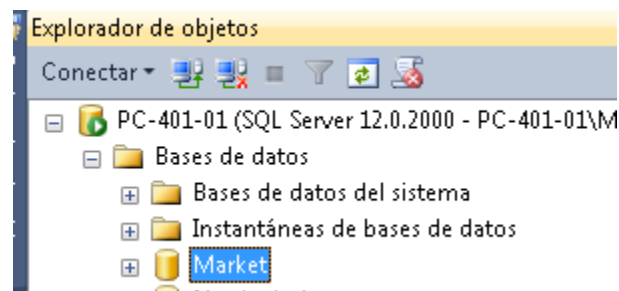 Explorador de objetos
Conectar
PC-401-01 (SQL Server 12.0.2000 - PC-401-01\M
Bases de datos
Bases de datos del sistema
Instantáneas de bases de datos
Market